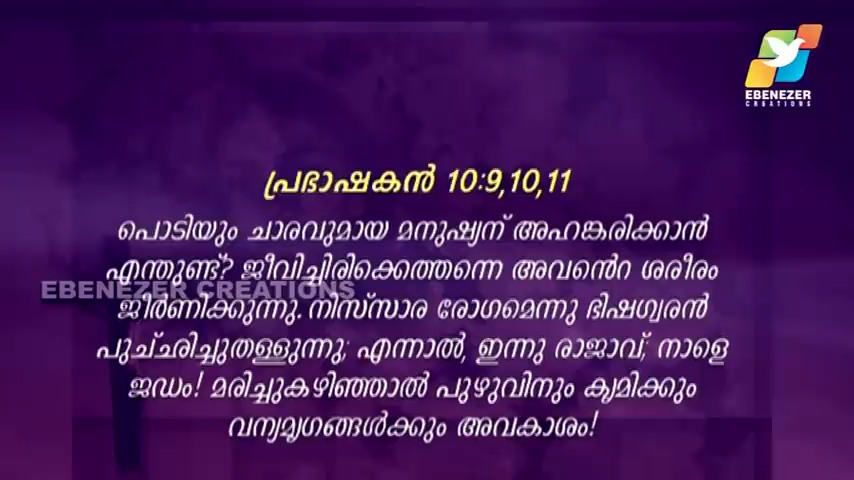 EBENEZER
CREATIONS
പ്രഭാഷകൻ 10:9,10,11
പൊടിയും ചാരവുമായ മനുഷ്യന് അഹങ്കരിക്കാൻ
എന്തുണ്ട്? ജീവിച്ചിരിക്കെത്തന്നെ അവന്റെ ശരീരം
EBENEZER CREATIONS
ജീർണിക്കുന്നു. നിസ്സാര രോഗമെന്നു ഭിഷഗ്വരൻ
പുച്ഛിച്ചുതള്ളുന്നു; എന്നാൽ, ഇന്നു രാജാവ്; നാളെ
ജഡം! മരിച്ചുകഴിഞ്ഞാൽ പുഴുവിനും കൃമിക്കും
വന്യമൃഗങ്ങൾക്കും അവകാശം!